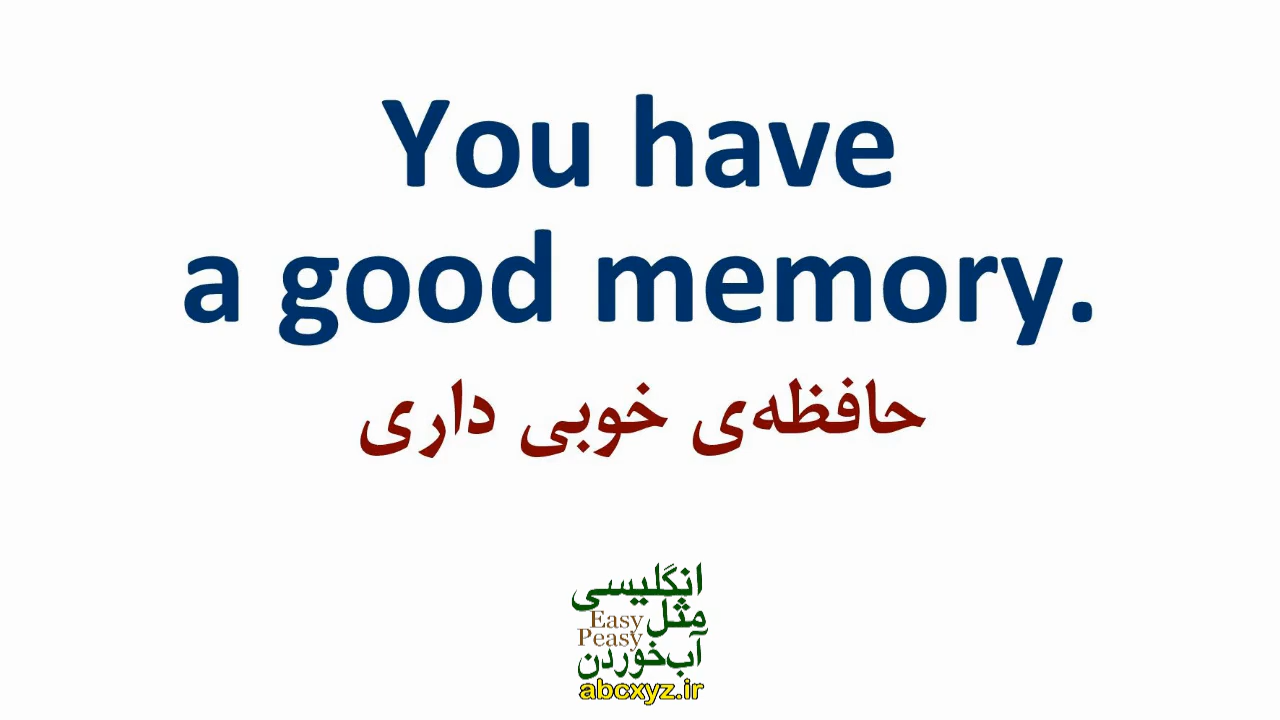 You have
a good memory.
حافظه‌ی خوبی داری
انگلیسی
مثل Easy
Peasy
آب‌خوردن
abcxyz.ir